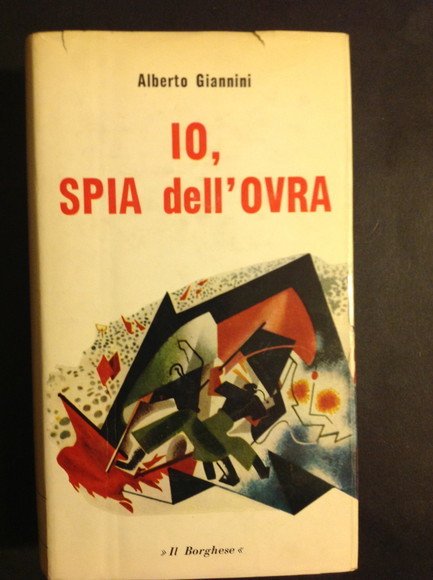 Alberto Giannini
IO,
SPIA dell'OVRA
» Il Borghese «